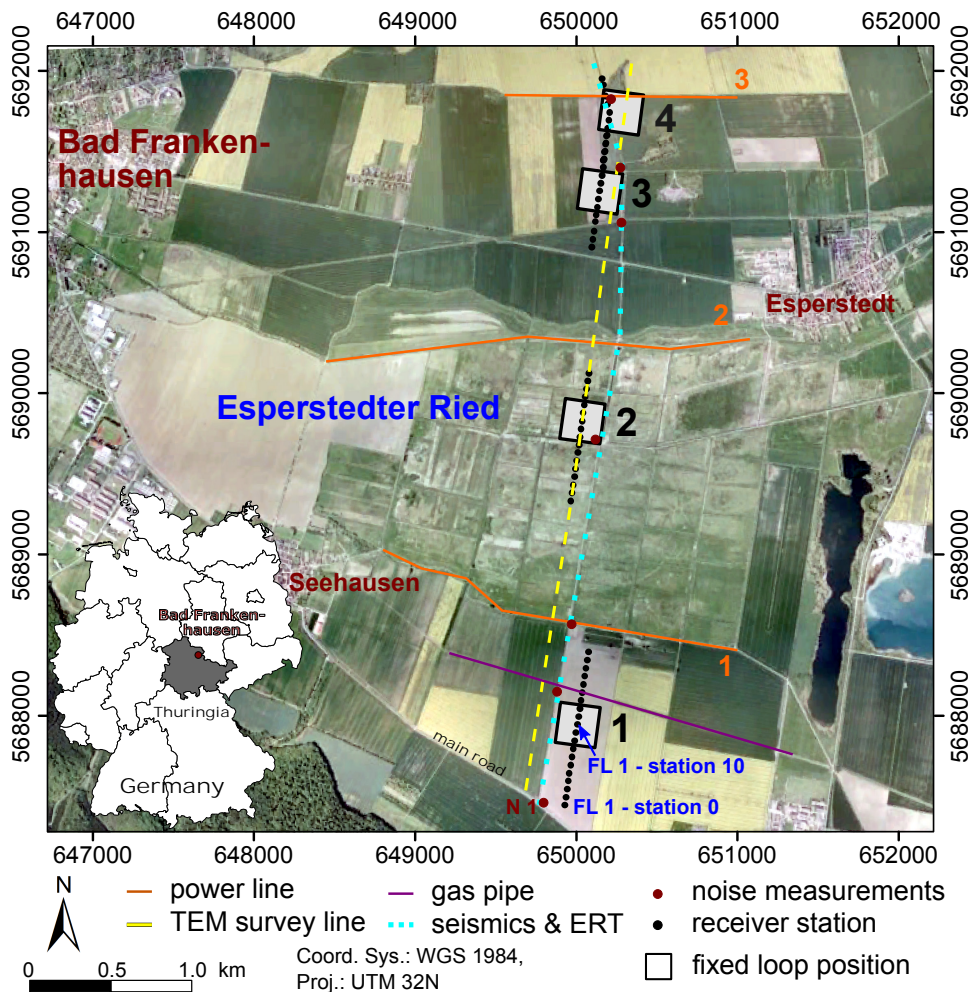 647000 648000 649000 650000 651000 652000
5692000
5691000
5690000
5689000
5688000
5692000
5691000
5690000
5689000
5688000
3
4
Bad Franken-
hausen
3
Esperstedt
2
Esperstedter Ried
2
Seehausen
Bad Franken-
hausen
1
Thuringia
1
main road
FL 1 - station 10
Germany
N 1
FL 1 - station 0
647000 648000 649000 650000 651000 652000
N
power line
gas pipe
noise measurements
TEM survey line
seismics & ERT
receiver station
fixed loop position
0 0.5 1.0 km
Coord. Sys.: WGS 1984,
Proj.: UTM 32N